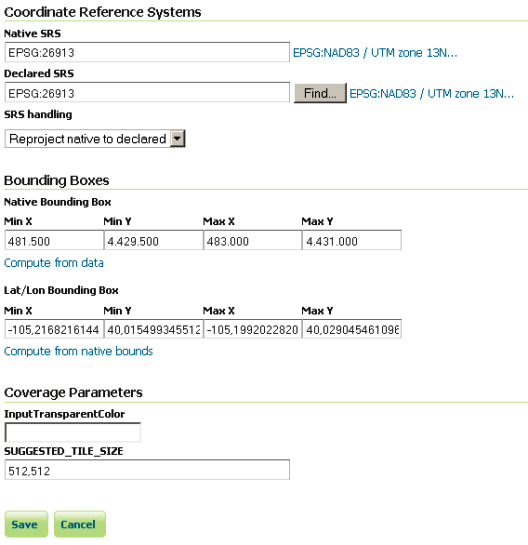 Coordinate Reference Systems
Native SRS
EPSG:26913 EPSG:NAD83 / UTM zone 13N...
Declared SRS
EPSG:26913 Find... EPSG:NAD83 / UTM zone 13N...
SRS handling
Reproject native to declared
Bounding Boxes
Native Bounding Box
Min X Min Y Max X Max Y
481.500 4.429.500 483.000 4.431.000
Compute from data
Lat/Lon Bounding Box
Min X Min Y Max X Max Y
-105,2168216144 40,015499345512 -105,1992022820 40,029045461096
Compute from native bounds
Coverage Parameters
InputTransparentColor
SUGGESTED_TILE_SIZE
512,512
Save Cancel